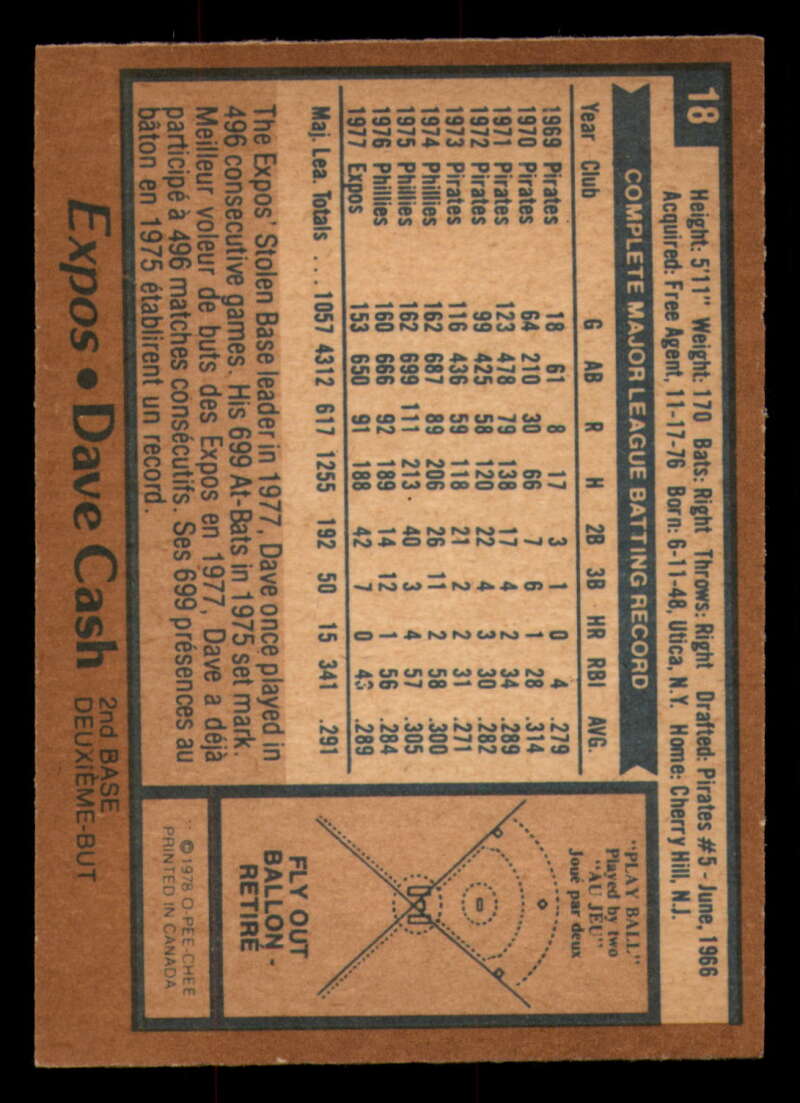 18
Height: 5'11" Weight: 170 Bats: Right Throws: Right Drafted: Pirates #5 - June, 1966
Acquired: Free Agent, 11-17-76 Born: 6-11-48, Utica, N.Y. Home: Cherry Hill, N.J.
COMPLETE MAJOR LEAGUE BATTING RECORD
Year Club G AB R H 2B 3B HR RBI AVG.
1969 Pirates 18 61 8 17 3 1 0 4 .279
1970 Pirates 64 210 30 66 7 6 1 28 .314
1971 Pirates 123 478 79 138 17 4 2 34 .289
1972 Pirates 99 425 58 120 22 4 3 30 .282
1973 Pirates 116 436 59 118 21 2 2 31 .271
1974 Phillies 162 687 89 206 26 11 2 58 .300
1975 Phillies 162 699 111 213 40 3 4 57 .305
1976 Phillies 160 666 92 189 14 12 1 56 .284
1977 Expos 153 650 91 188 42 7 0 43 .289
Maj. Lea. Totals ... 1057 4312 617 1255 192 50 15 341 .291
The Expos' Stolen Base leader in 1977, Dave once played in
496 consecutive games. His 699 At-Bats in 1975 set mark.
Meilleur voleur de buts des Expos en 1977, Dave a déjà
participé à 496 matches consécutifs. Ses 699 présences au
bâton en 1975 établirent un record.
"PLAY BALL"
Played by two
"AU JEU"
Joué par deux
FLY OUT
BALLON -
RETIRÉ
©1978 O-PEE-CHEE
PRINTED IN CANADA
Expos • Dave Cash
2nd BASE
DEUXIÈME-BUT